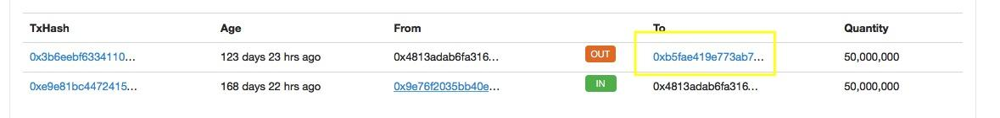 TxHash Age From To Quantity
0x3b6eebf6334110... 123 days 23 hrs ago 0x4813adab6fa316... OUT 0xb5fae419e773ab7... 50,000,000
0xe9e81bc4472415... 168 days 22 hrs ago 0x9e76f2035bb40e... IN 0x4813adab6fa316... 50,000,000